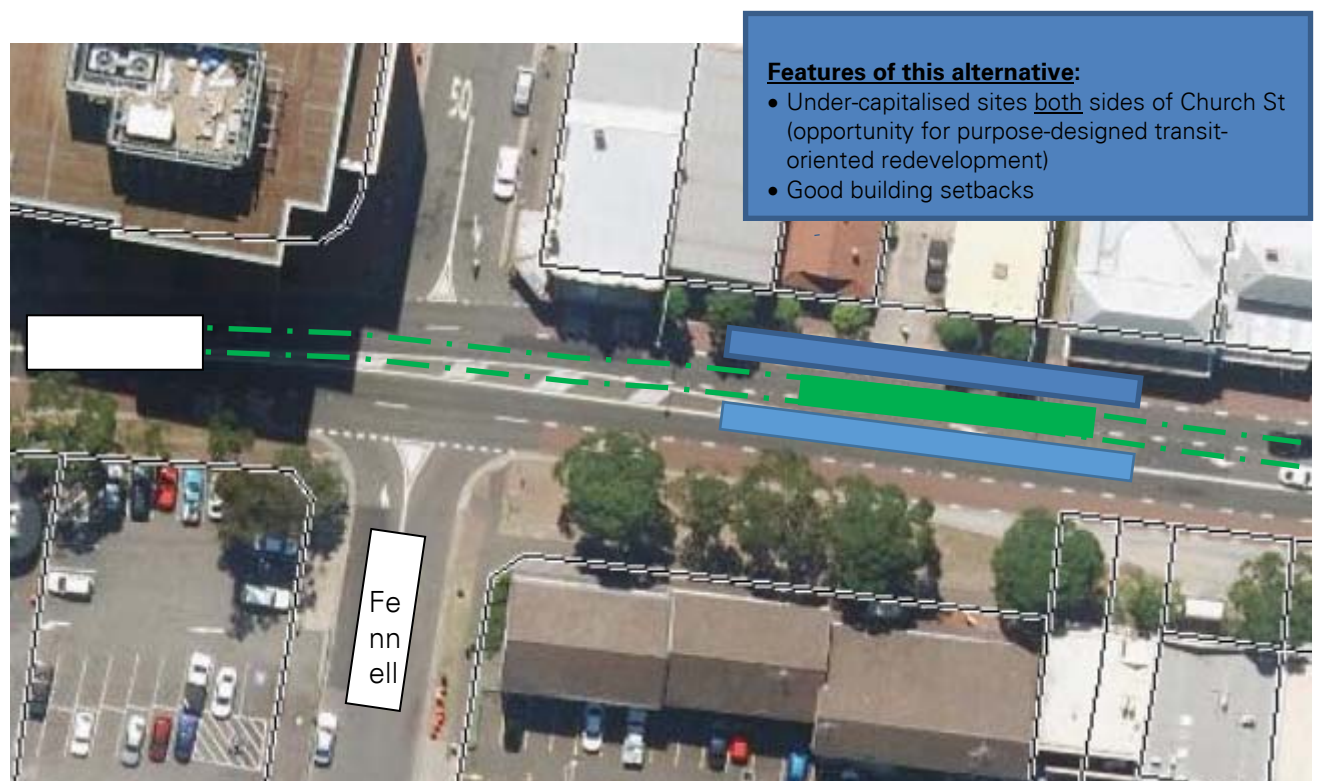 Features of this alternative:
• Under-capitalised sites both sides of Church St
(opportunity for purpose-designed transit-
oriented redevelopment)
• Good building setbacks
50
Fe
nn
ell